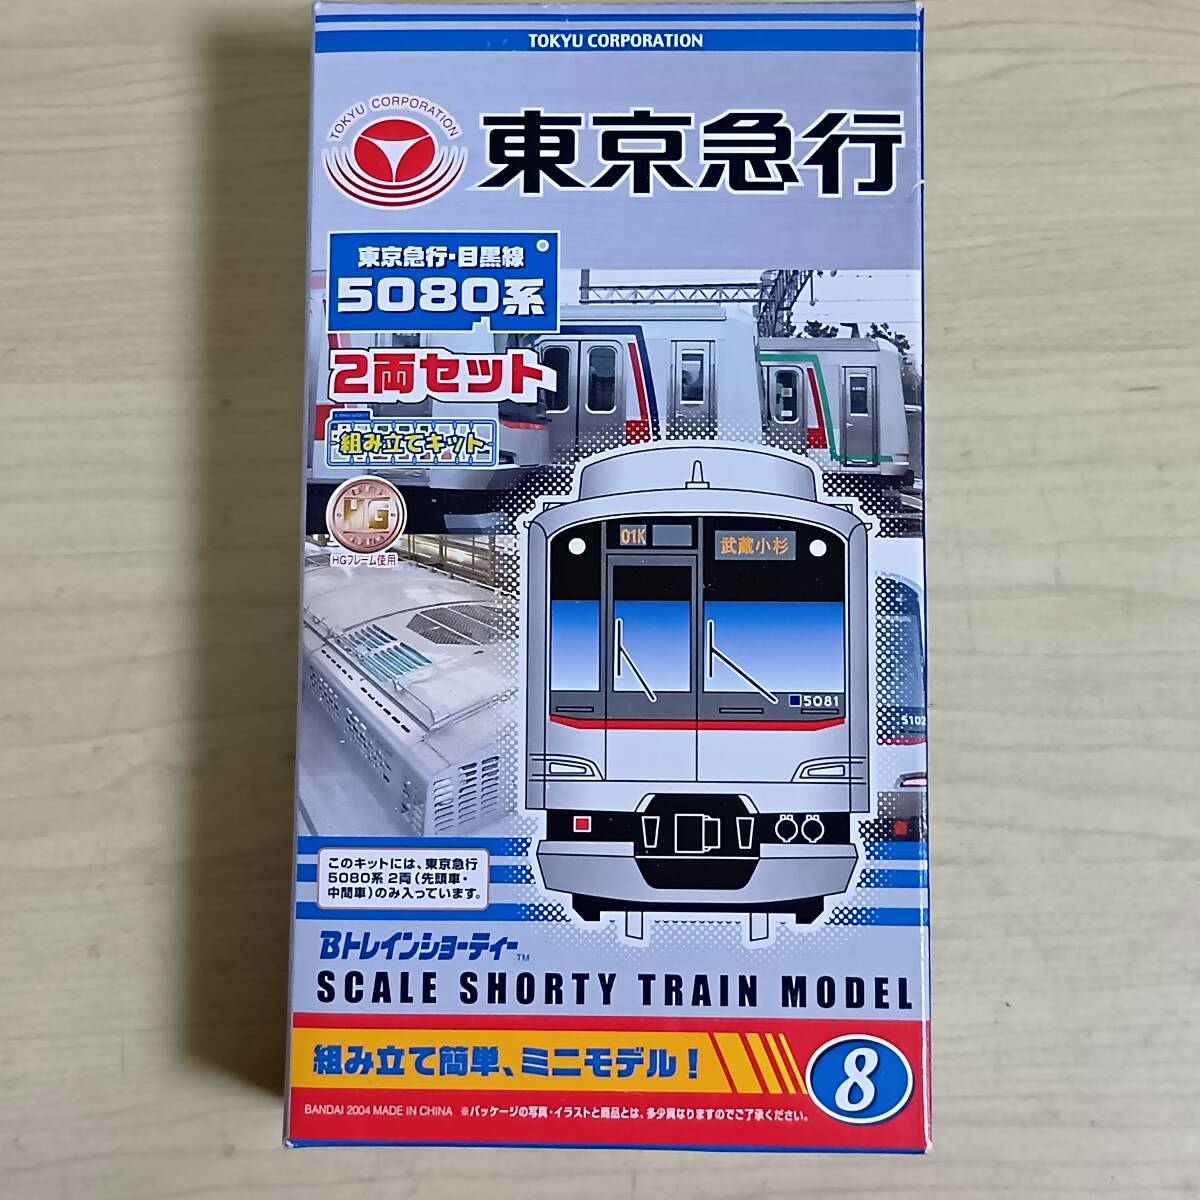 TOKYU CORPORATION
TOKYU CORPORATION
東京急行
東京急行・目黒線
5080系
2両セット
組み立てキット
HG
HGフレーム使用
01K
武蔵小杉
5081
5102
このキットには、東京急行
5080系 2両(先頭車・
中間車)のみ入っています。
Bトレインショーティー™
SCALE SHORTY TRAIN MODEL
組み立て簡単、ミニモデル!
8
BANDAI 2004 MADE IN CHINA ※パッケージの写真・イラストと商品とは、多少異なりますのでご了承ください。